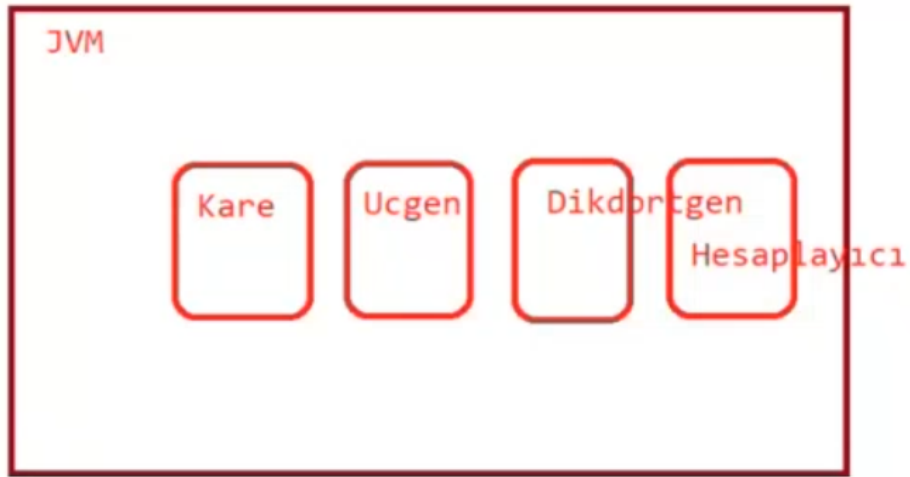 JVM
Kare
Ucgen
Dikdortgen
Hesaplayıcı